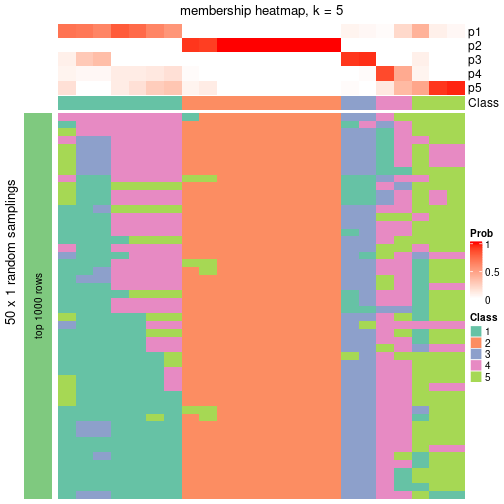 membership heatmap, k = 5
p1
p2
p3
p4
p5
Class
50 x 1 random samplings
top 1000 rows
Prob
1
0.5
0
Class
1
2
3
4
5